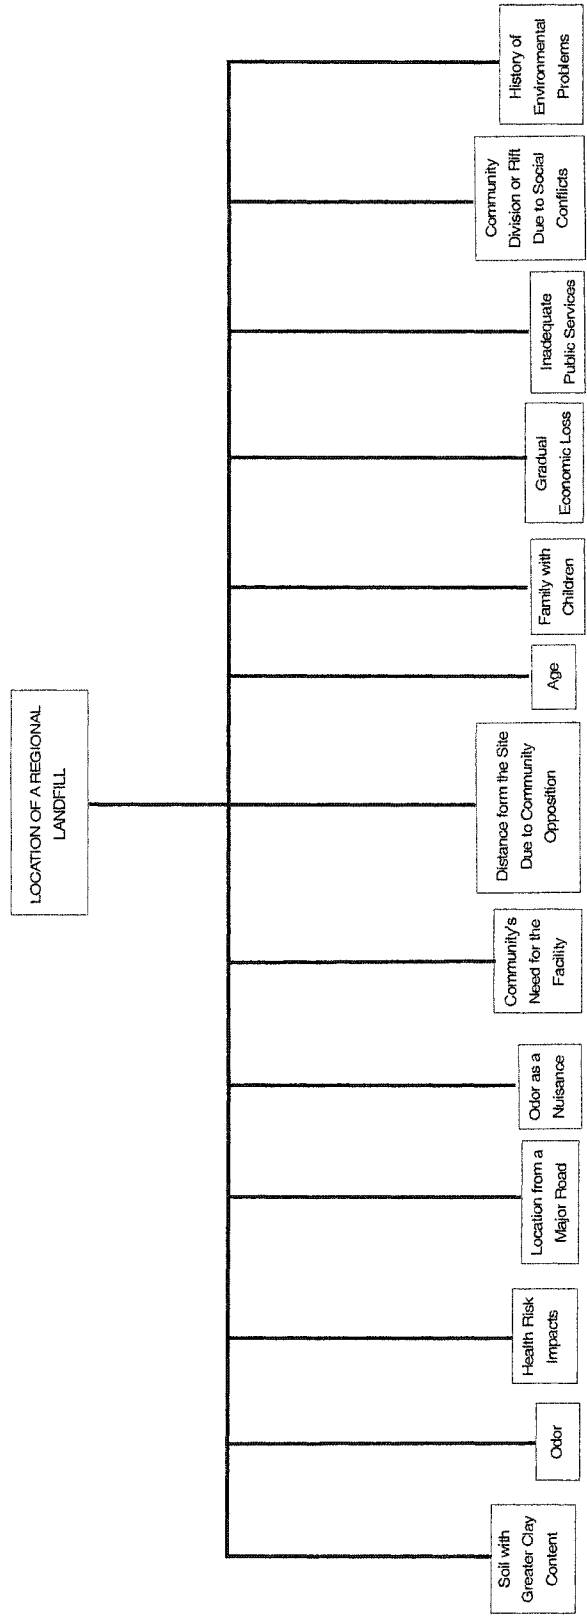 LOCATION OF A REGIONAL
LANDFILL
Soil with
Greater Clay
Content
Odor
Health Risk
Impacts
Location from a
Major Road
Odor as a
Nuisance
Community's
Need for the
Facility
Distance form the Site
Due to Community
Opposition
Age
Family with
Children
Gradual
Economic Loss
Inadequate
Public Services
Community
Division or Rift
Due to Social
Conflicts
History of
Environmental
Problems